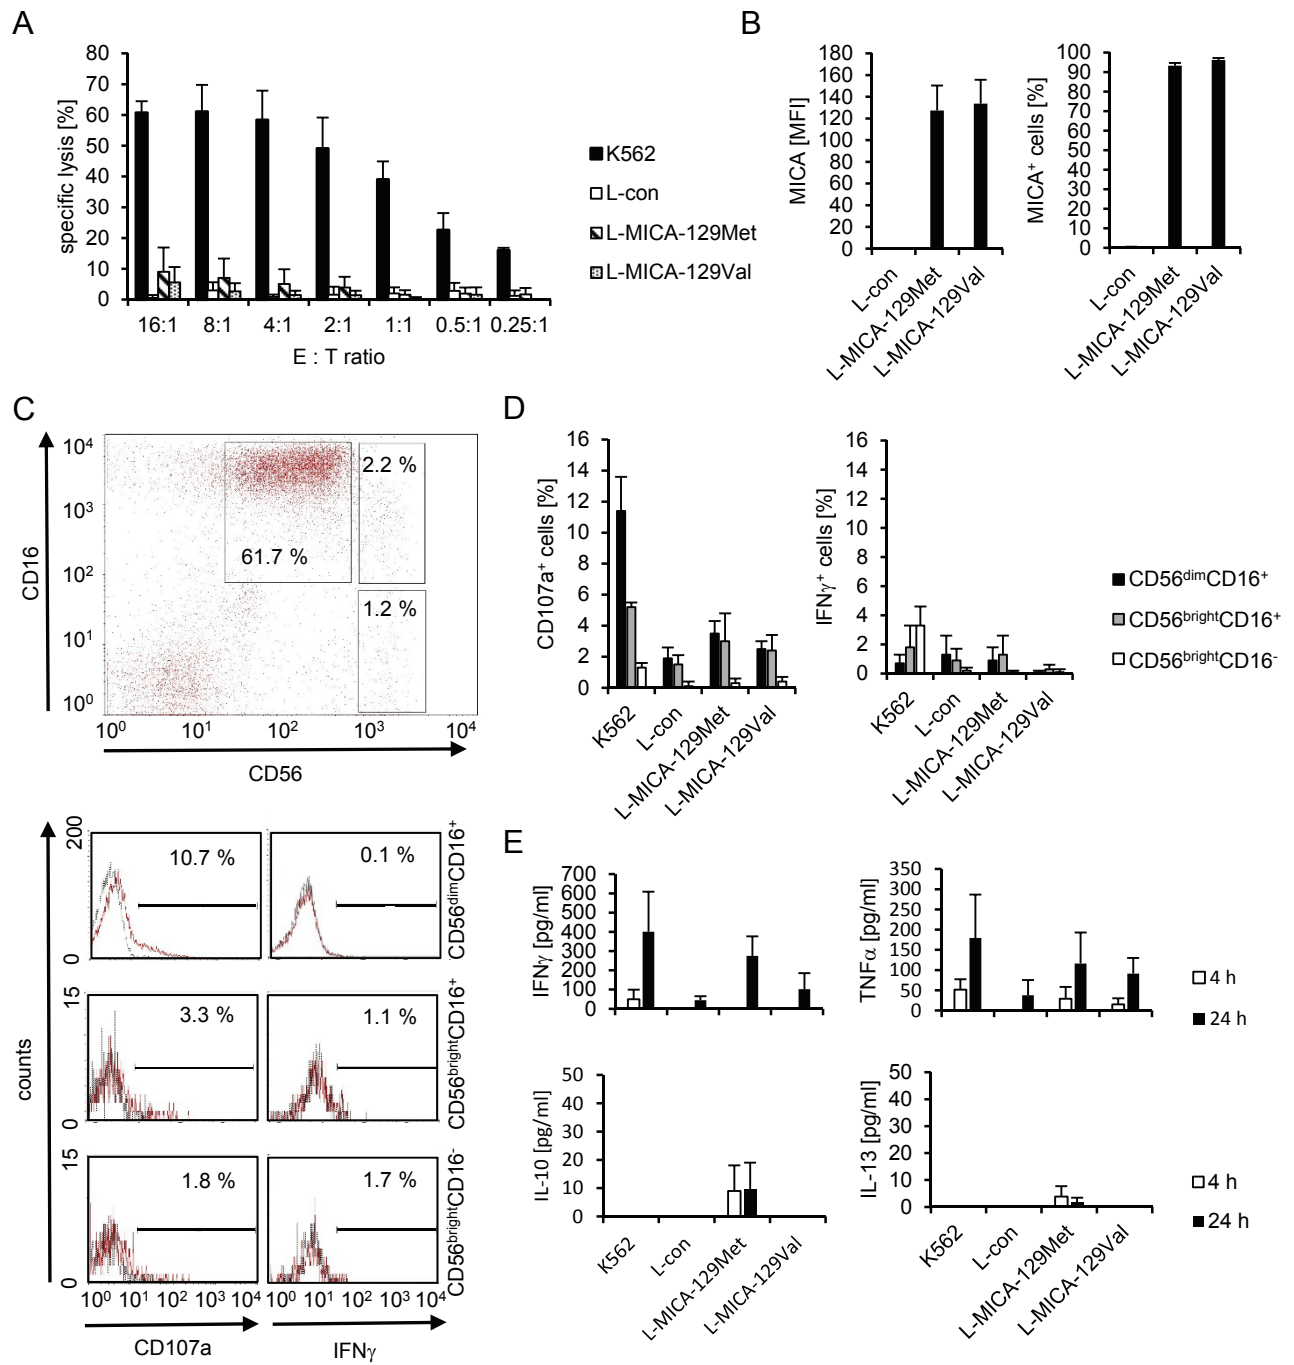 A
specific lysis [%]
80
70
60
50
40
30
20
10
0
16:1 8:1 4:1 2:1 1:1 0.5:1 0.25:1
E : T ratio
K562
L-con
L-MICA-129Met
L-MICA-129Val
B
MICA [MFI]
180
160
140
120
100
80
60
40
20
0
L-con
L-MICA-129Met
L-MICA-129Val
MICA⁺ cells [%]
100
90
80
70
60
50
40
30
20
10
0
L-con
L-MICA-129Met
L-MICA-129Val
C
CD16
10⁴
10³
10²
10¹
10⁰
2.2 %
61.7 %
1.2 %
10⁰ 10¹ 10² 10³ 10⁴
CD56
counts
200
0
10.7 %
0.1 %
CD56ᵈⁱᵐCD16⁺
15
0
3.3 %
1.1 %
CD56ᵇʳⁱᵍʰᵗCD16⁺
15
0
1.8 %
1.7 %
CD56ᵇʳⁱᵍʰᵗCD16⁻
10⁰ 10¹ 10² 10³ 10⁴
10⁰ 10¹ 10² 10³ 10⁴
CD107a
IFNγ
D
CD107a⁺ cells [%]
16
14
12
10
8
6
4
2
0
K562
L-con
L-MICA-129Met
L-MICA-129Val
IFNγ⁺ cells [%]
16
14
12
10
8
6
4
2
0
K562
L-con
L-MICA-129Met
L-MICA-129Val
CD56ᵈⁱᵐCD16⁺
CD56ᵇʳⁱᵍʰᵗCD16⁺
CD56ᵇʳⁱᵍʰᵗCD16⁻
E
IFNγ [pg/ml]
700
600
500
400
300
200
100
0
TNFα [pg/ml]
350
300
250
200
150
100
50
0
4 h
24 h
IL-10 [pg/ml]
50
40
30
20
10
0
K562
L-con
L-MICA-129Met
L-MICA-129Val
IL-13 [pg/ml]
50
40
30
20
10
0
K562
L-con
L-MICA-129Met
L-MICA-129Val
4 h
24 h